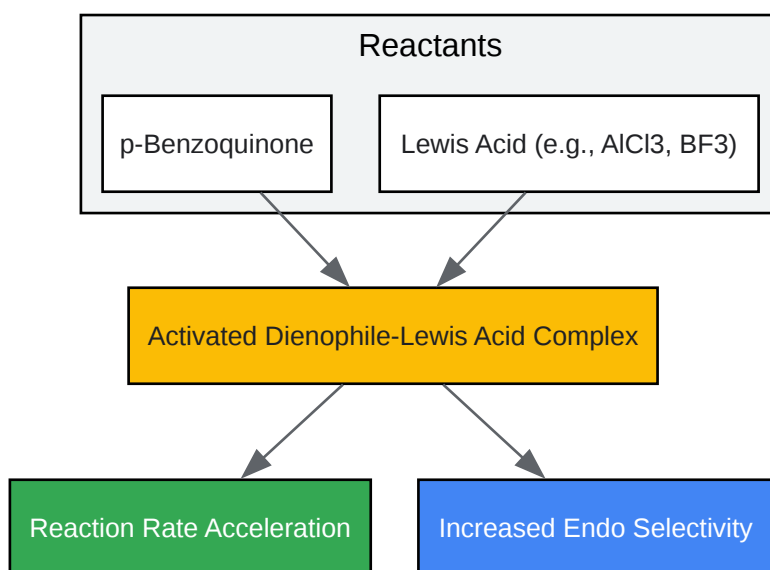 Reactants
p-Benzoquinone
Lewis Acid (e.g., AlCl3, BF3)
Activated Dienophile-Lewis Acid Complex
Reaction Rate Acceleration
Increased Endo Selectivity